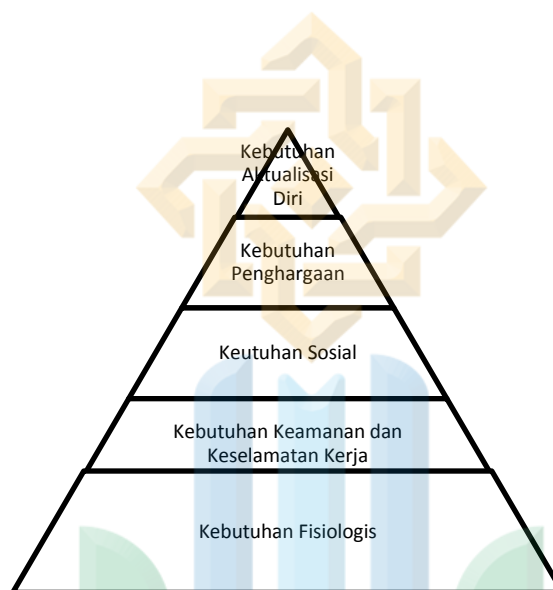 Kebutuhan
Aktualisasi
Diri
Kebutuhan
Penghargaan
Keutuhan Sosial
Kebutuhan Keamanan dan
Keselamatan Kerja
Kebutuhan Fisiologis